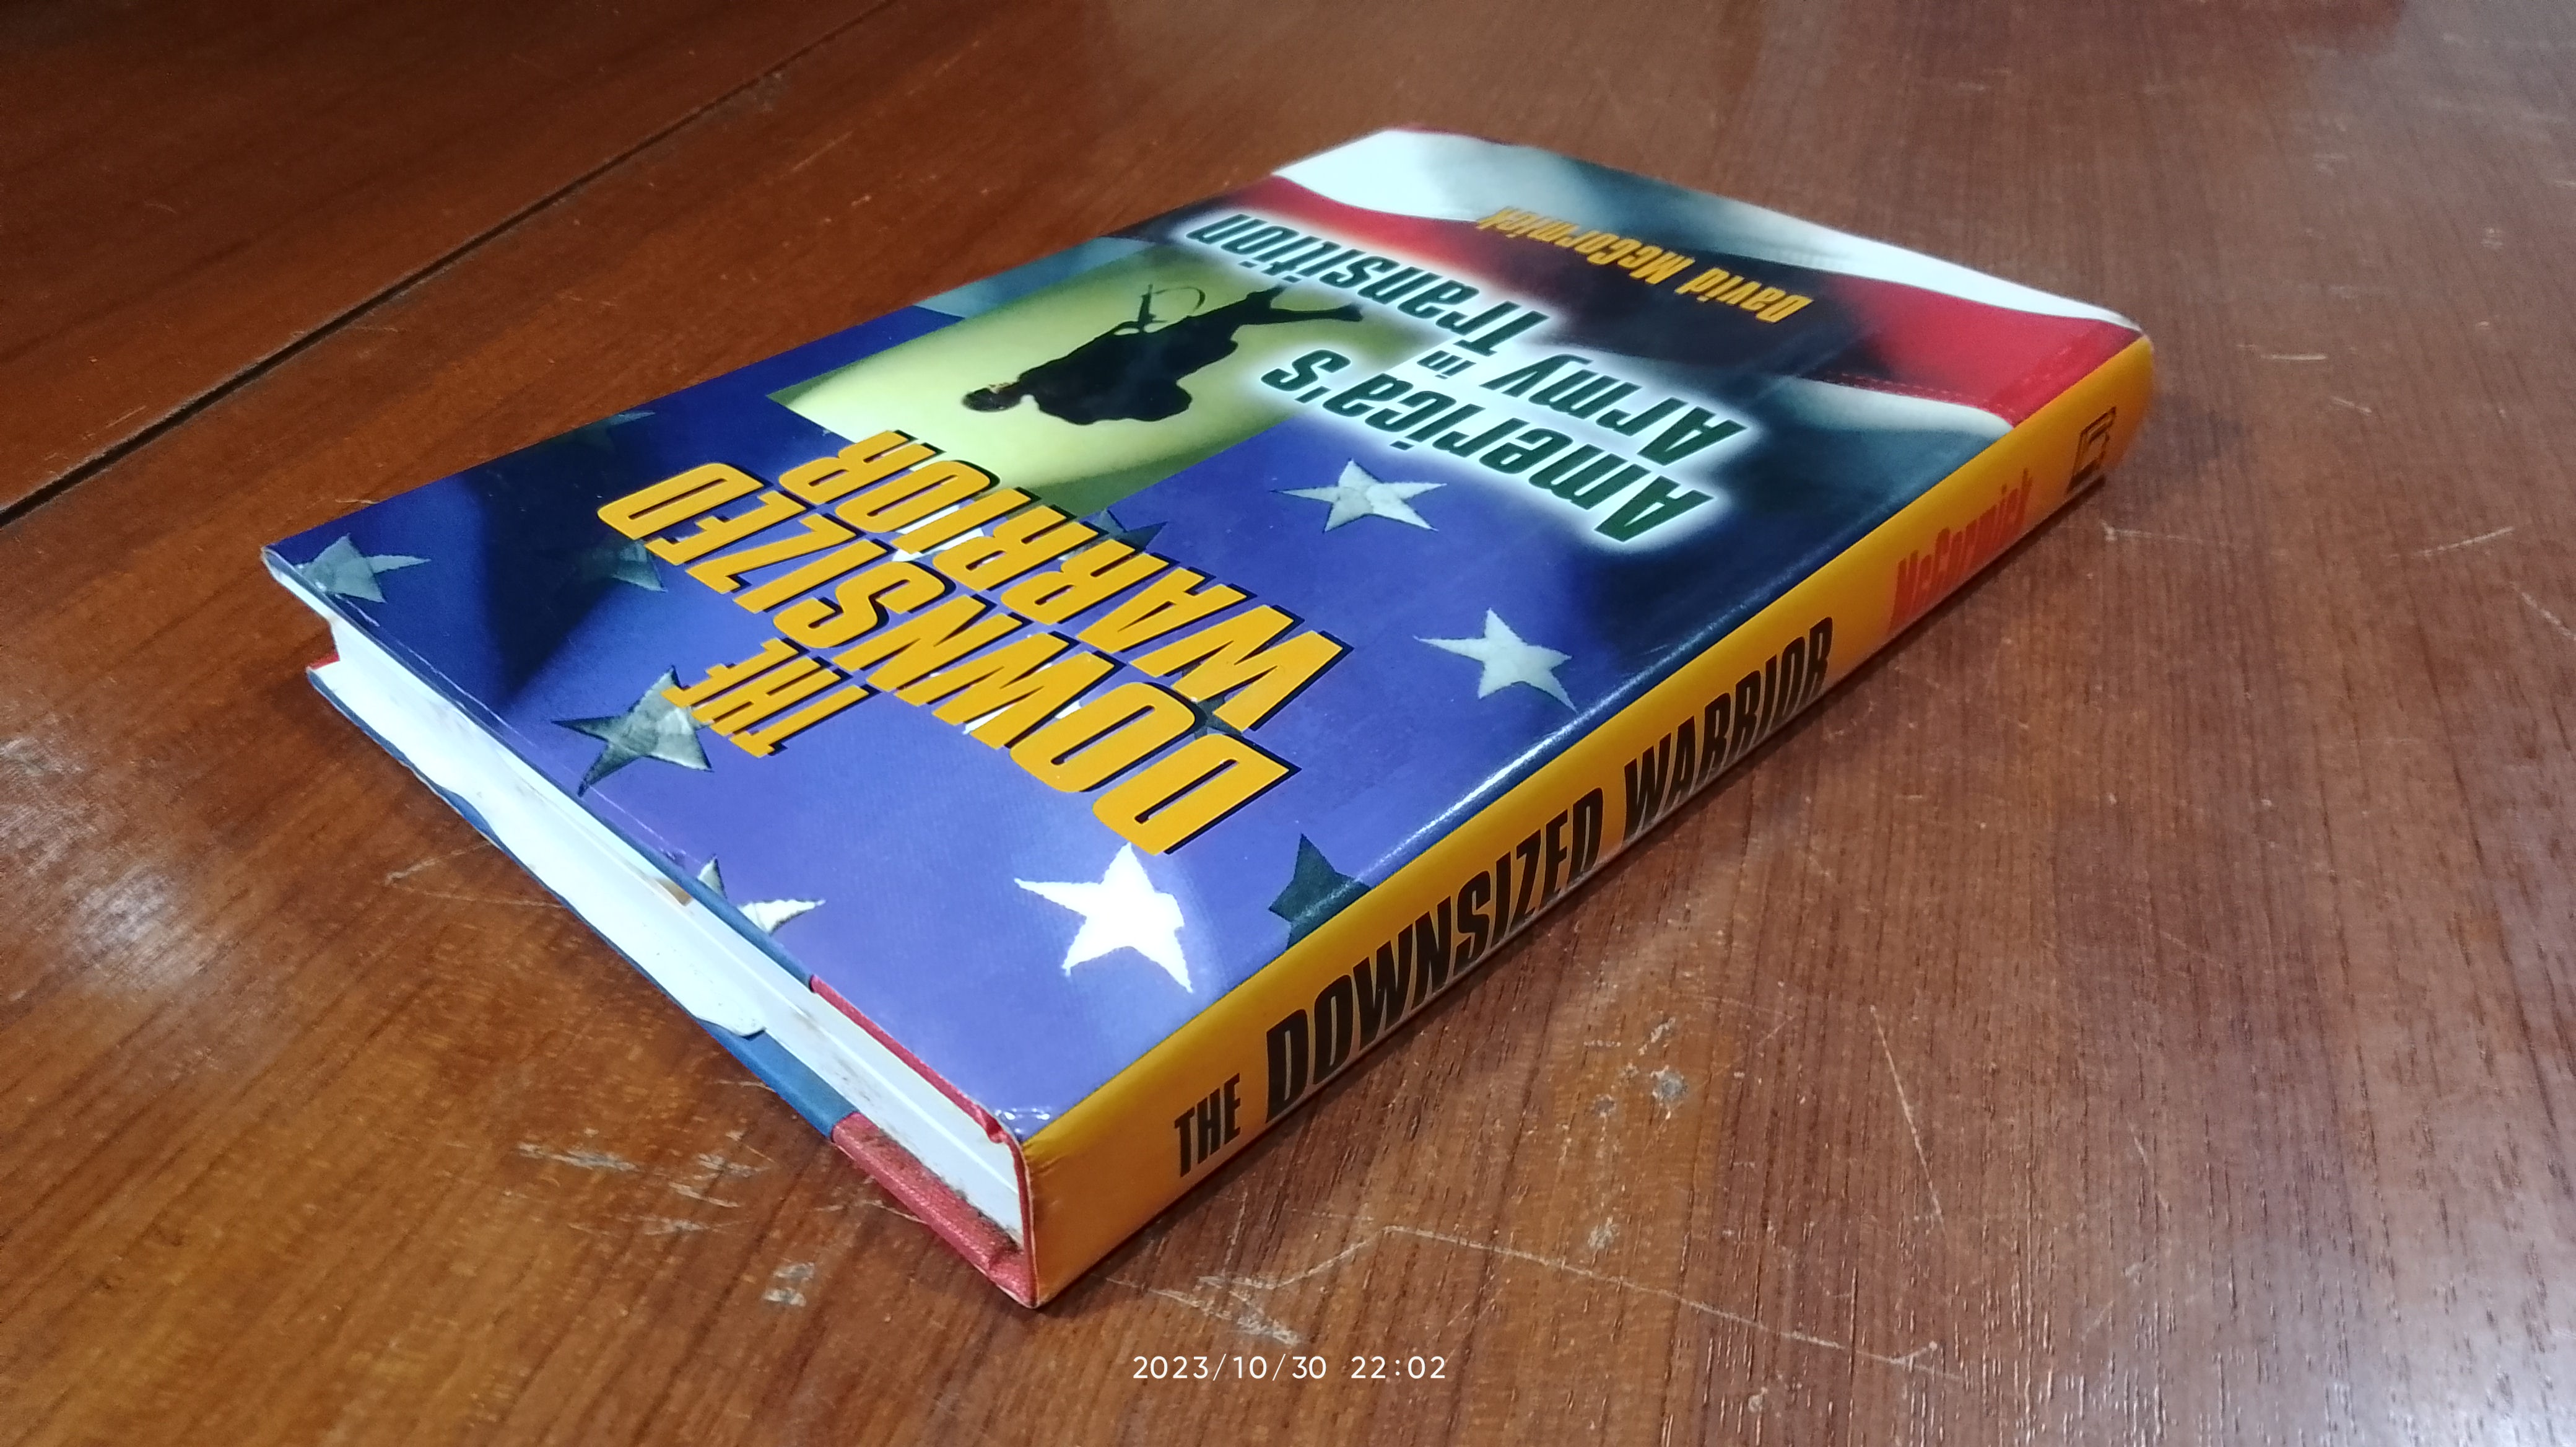 THE
DOWNSIZED
WARRIOR
America's
Army
in
Transition
David McCormick
THE DOWNSIZED WARRIOR McCormick
2023/10/30 22:02